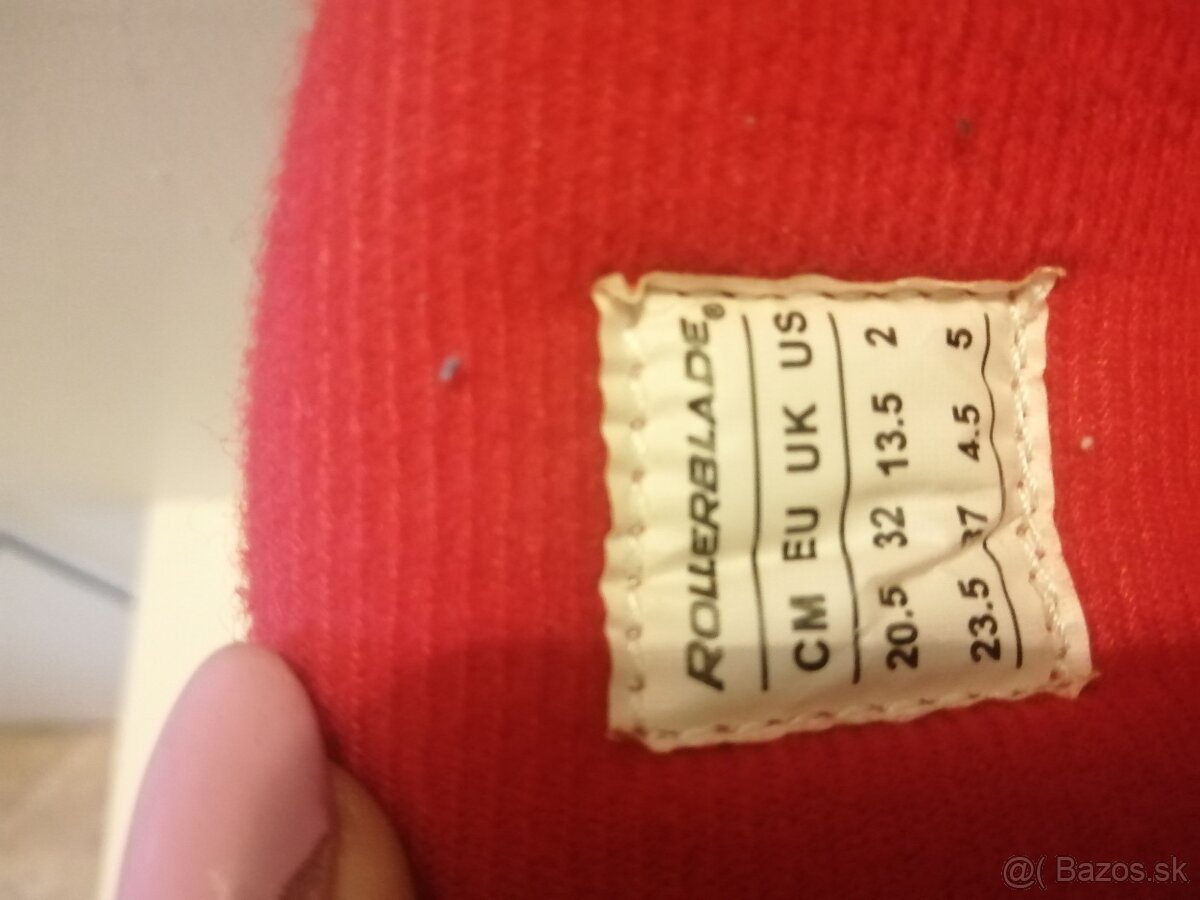 ROLLERBLADE®
CM EU UK US
20.5 32 13.5 2
23.5 37 4.5 5
@( Bazos.sk